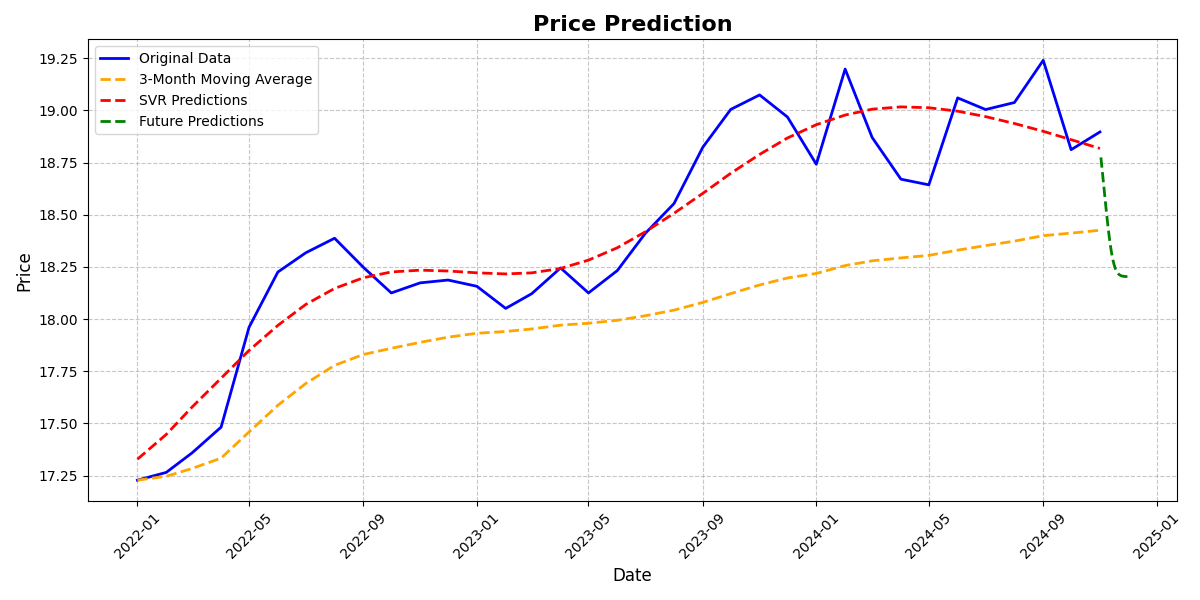 Price Prediction
Original Data
3-Month Moving Average
SVR Predictions
Future Predictions
Price
19.25
19.00
18.75
18.50
18.25
18.00
17.75
17.50
17.25
2022-01
2022-05
2022-09
2023-01
2023-05
2023-09
2024-01
2024-05
2024-09
2025-01
Date